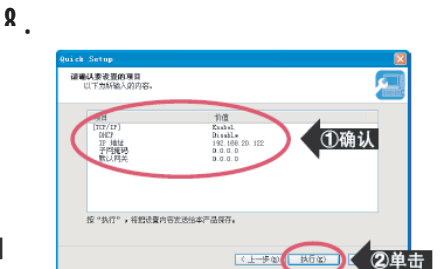 8.
Quick Setup
请确认要设置的项目
以下为所输入的内容。
项目 价值
[TCP/IP] Enabel
DHCP Disable
IP 地址 192.168.20.122
子网掩码 0.0.0.0
默认网关 0.0.0.0
①确认
按“执行”，将把设置内容发送给本产品保存。
<上一步(B) 执行(E)
②单击